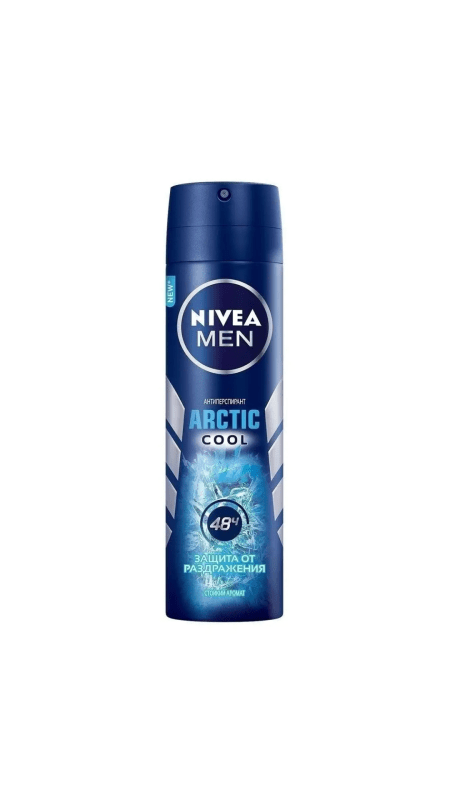 NEW*
NIVEA
MEN
АНТИПЕРСПИРАНТ
ARCTIC
COOL
48Ч
ЗАЩИТА ОТ
РАЗДРАЖЕНИЯ
СТОЙКИЙ АРОМАТ